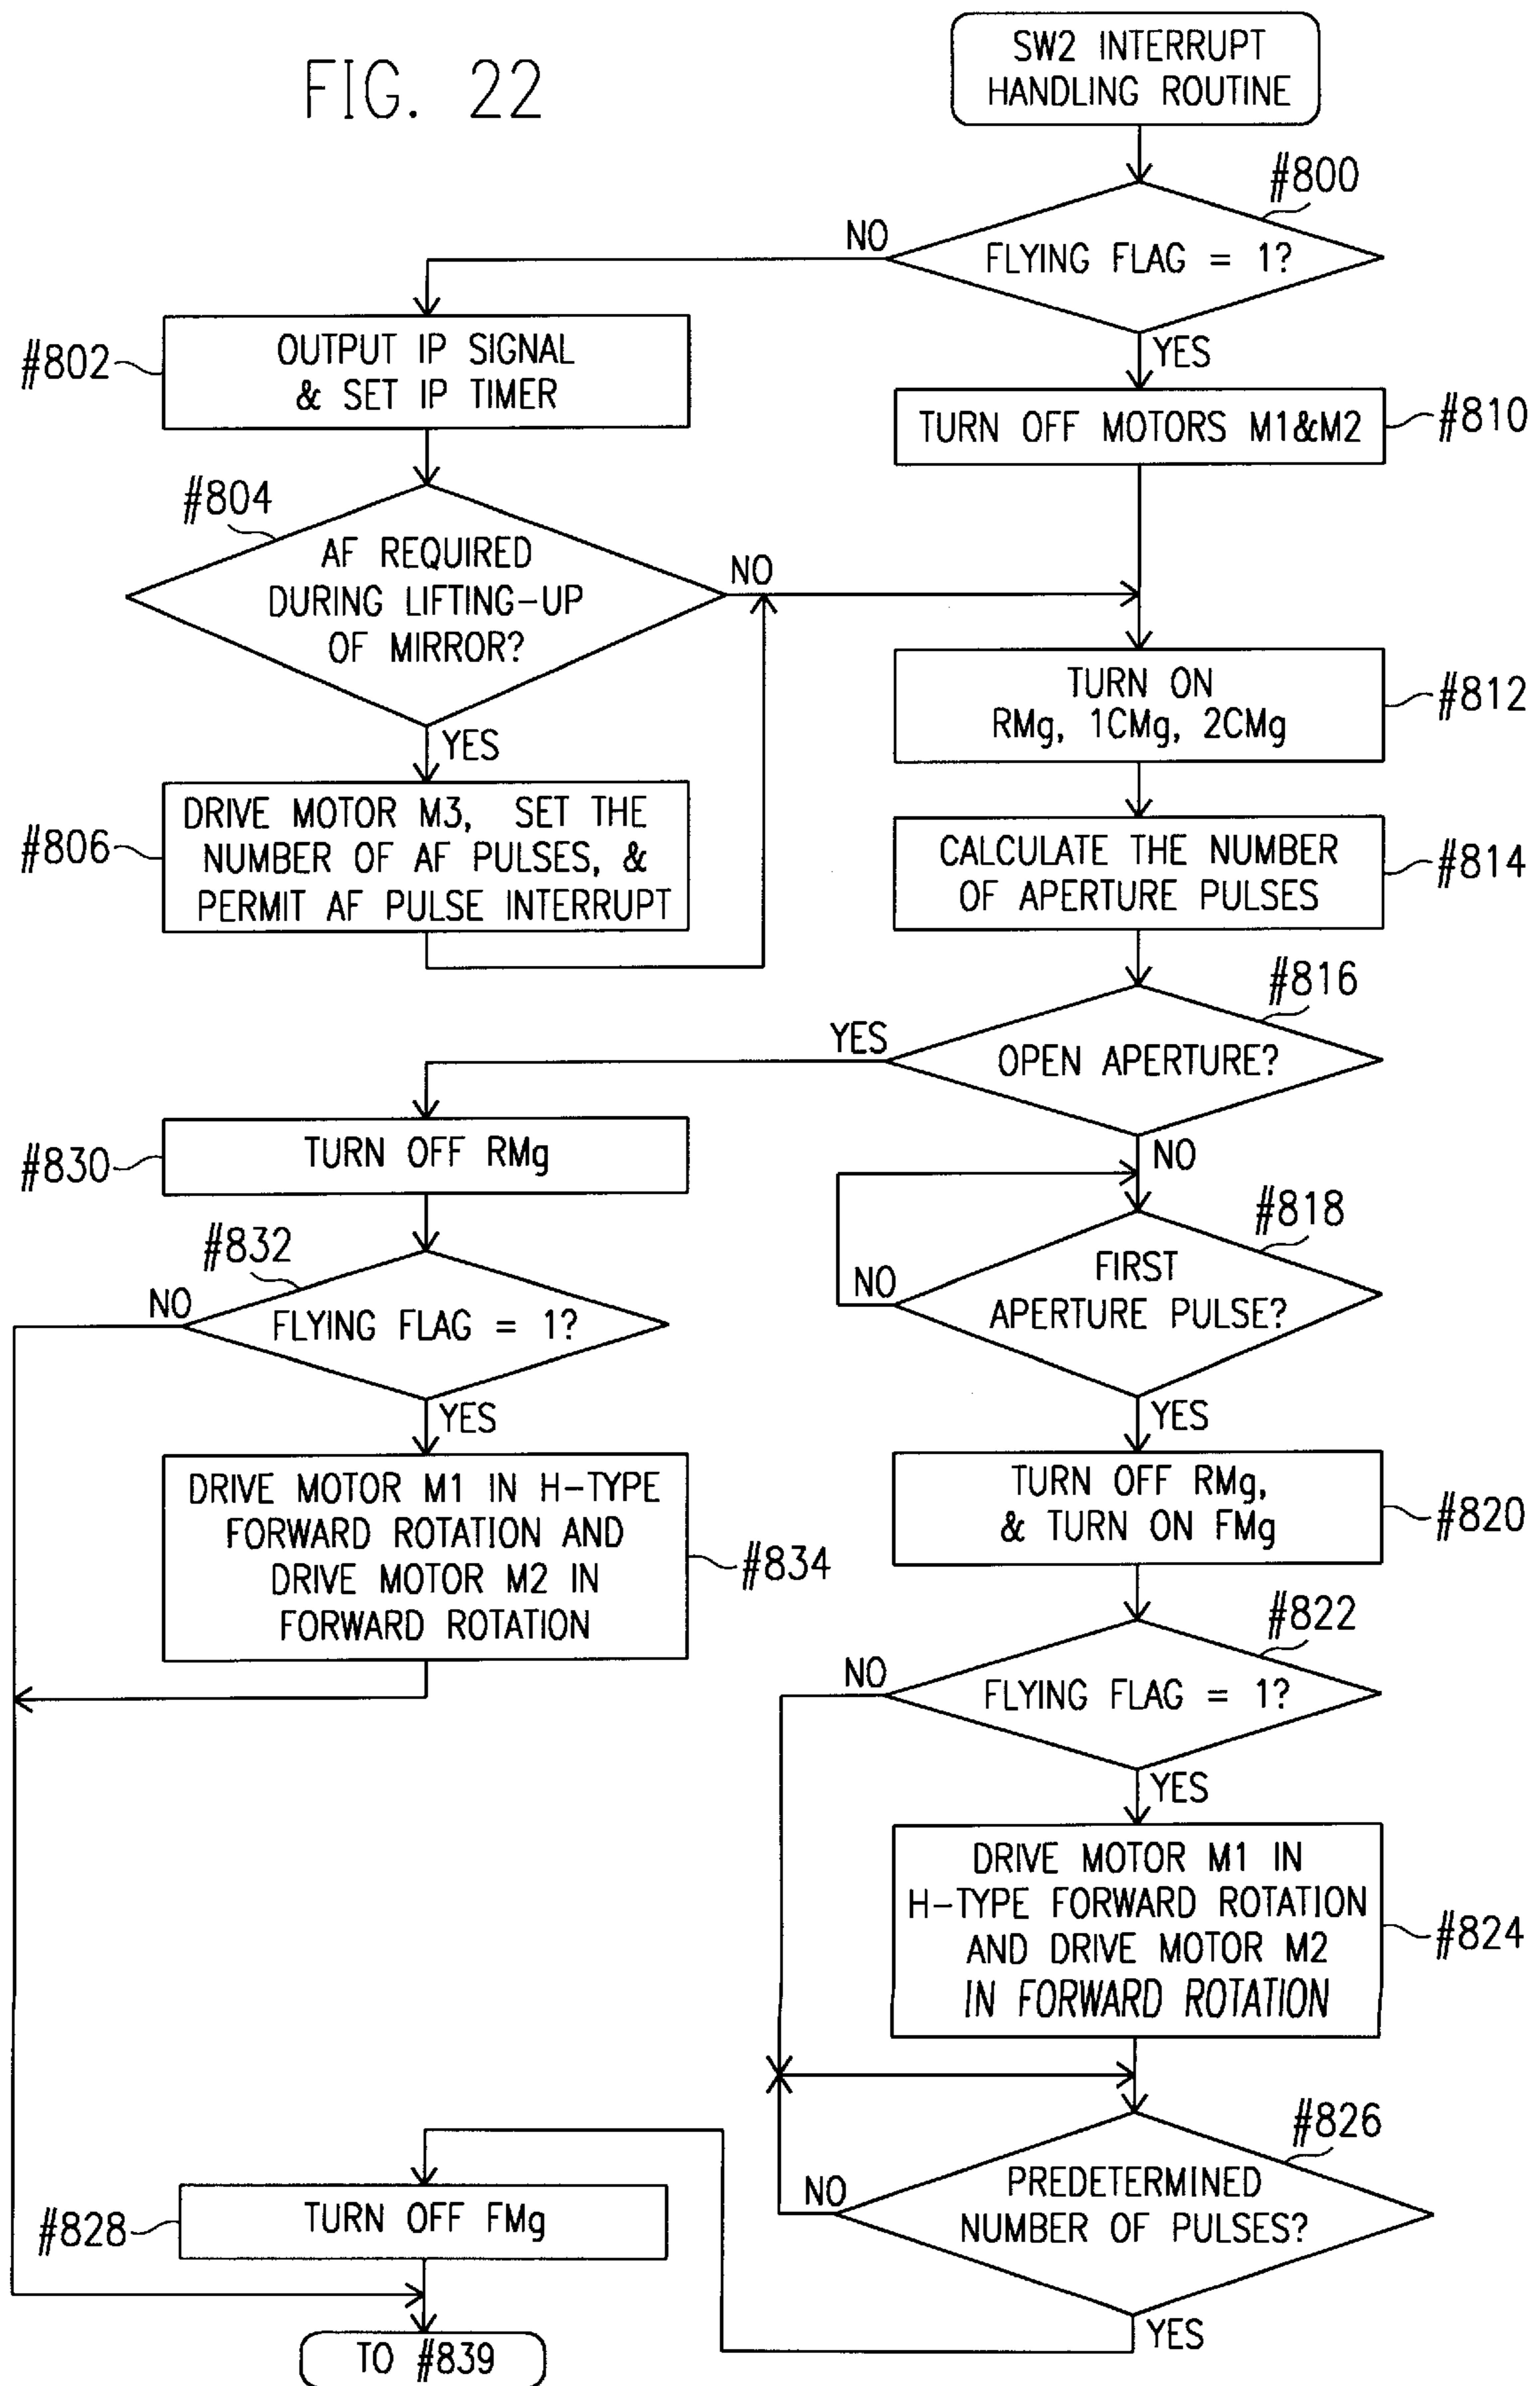 FIG. 22
SW2 INTERRUPT
HANDLING ROUTINE
#800
FLYING FLAG = 1?
NO
YES
#802
OUTPUT IP SIGNAL
& SET IP TIMER
TURN OFF MOTORS M1&M2
#810
#804
AF REQUIRED
DURING LIFTING-UP
OF MIRROR?
NO
YES
TURN ON
RMg, 1CMg, 2CMg
#812
#806
DRIVE MOTOR M3, SET THE
NUMBER OF AF PULSES, &
PERMIT AF PULSE INTERRUPT
CALCULATE THE NUMBER
OF APERTURE PULSES
#814
#816
OPEN APERTURE?
YES
NO
#830
TURN OFF RMg
#818
FIRST
APERTURE PULSE?
NO
YES
#832
FLYING FLAG = 1?
NO
YES
DRIVE MOTOR M1 IN H-TYPE
FORWARD ROTATION AND
DRIVE MOTOR M2 IN
FORWARD ROTATION
#834
TURN OFF RMg,
& TURN ON FMg
#820
#822
FLYING FLAG = 1?
NO
YES
DRIVE MOTOR M1 IN
H-TYPE FORWARD ROTATION
AND DRIVE MOTOR M2
IN FORWARD ROTATION
#824
#826
PREDETERMINED
NUMBER OF PULSES?
NO
YES
#828
TURN OFF FMg
TO #839